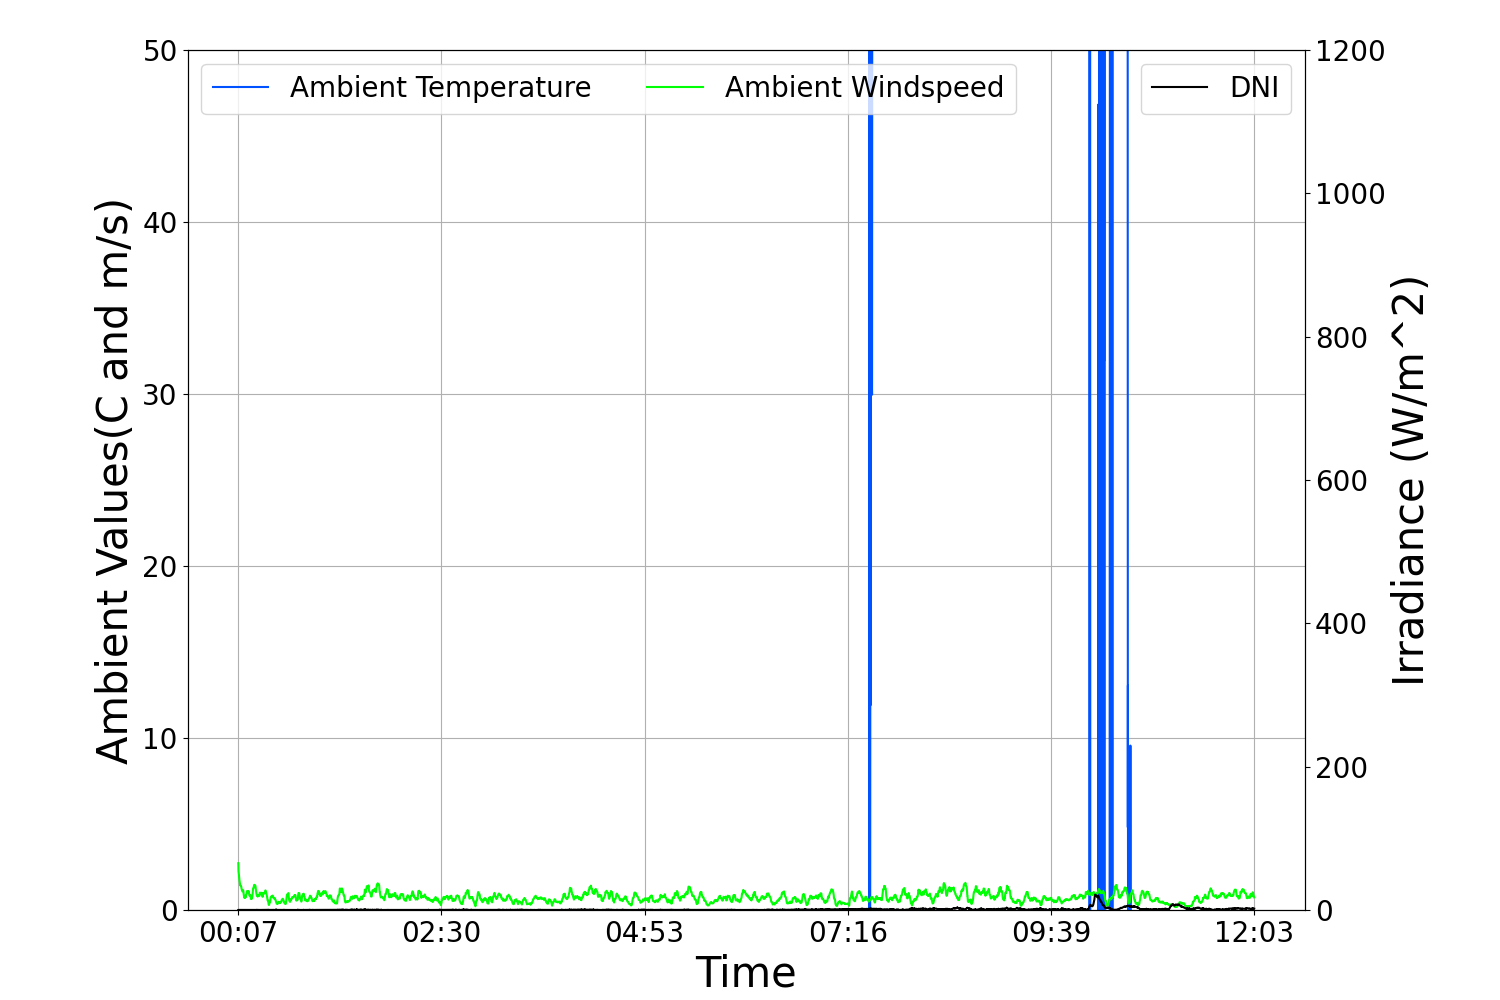 Ambient Temperature Ambient Windspeed DNI
Ambient Values(C and m/s)
50
40
30
20
10
0
1200
1000
800
600
400
200
0
Irradiance (W/m^2)
00:07 02:30 04:53 07:16 09:39 12:03
Time